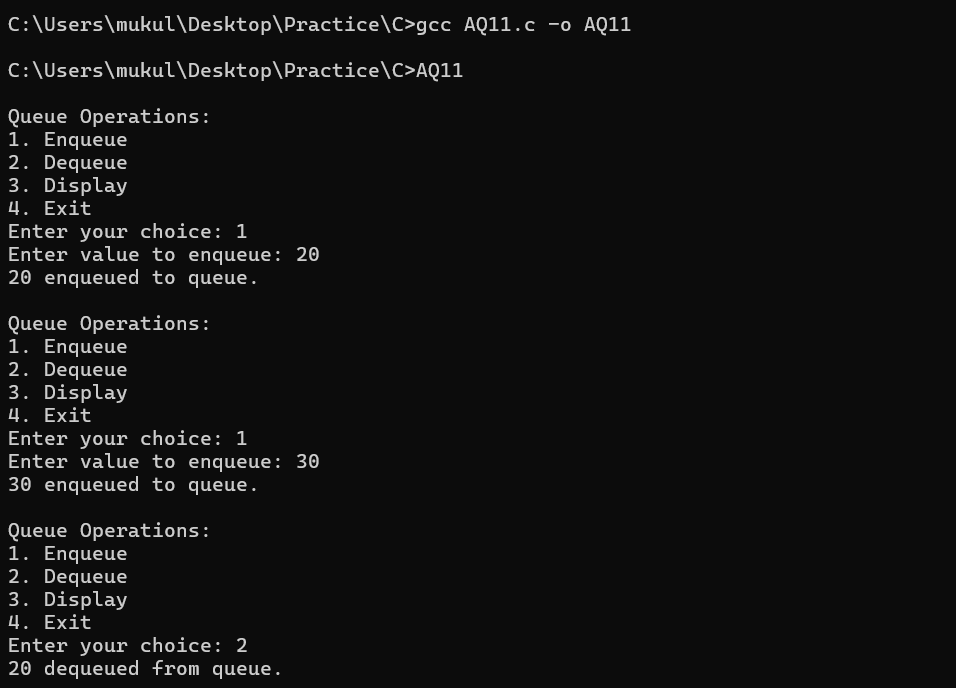 C:\Users\mukul\Desktop\Practice\C>gcc AQ11.c -o AQ11
C:\Users\mukul\Desktop\Practice\C>AQ11
Queue Operations:
1. Enqueue
2. Dequeue
3. Display
4. Exit
Enter your choice: 1
Enter value to enqueue: 20
20 enqueued to queue.
Queue Operations:
1. Enqueue
2. Dequeue
3. Display
4. Exit
Enter your choice: 1
Enter value to enqueue: 30
30 enqueued to queue.
Queue Operations:
1. Enqueue
2. Dequeue
3. Display
4. Exit
Enter your choice: 2
20 dequeued from queue.